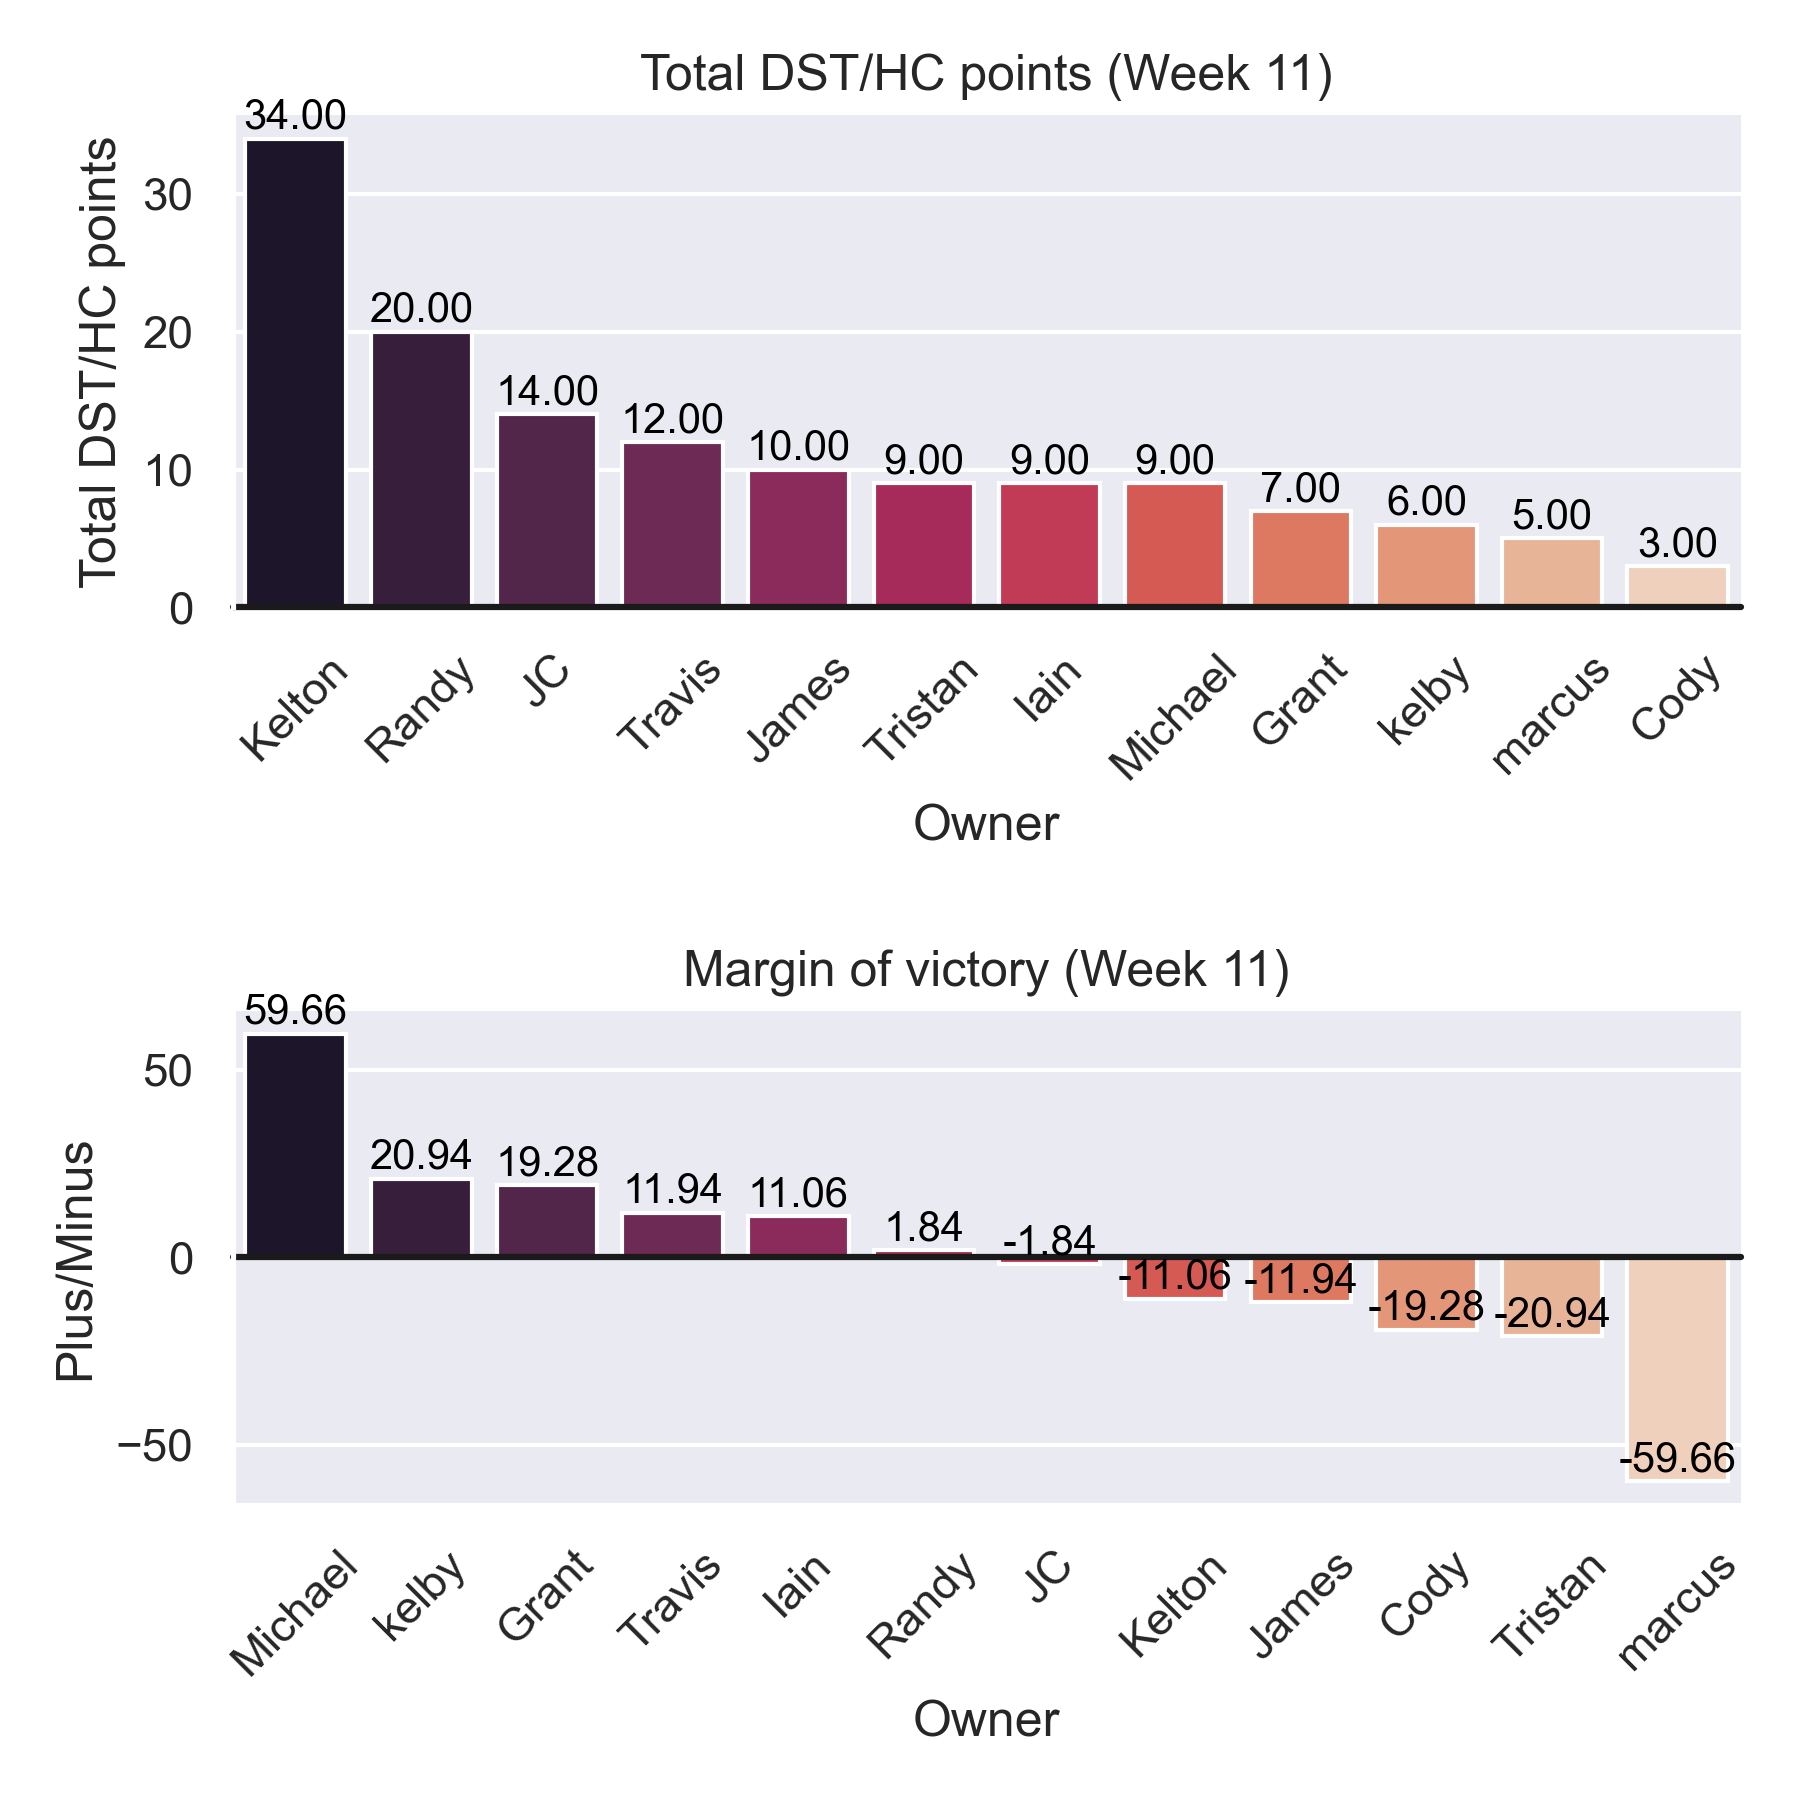 Total DST/HC points (Week 11)
Total DST/HC points
30
20
10
0
34.00
20.00
14.00
12.00
10.00
9.00
9.00
9.00
7.00
6.00
5.00
3.00
Kelton
Randy
JC
Travis
James
Tristan
Iain
Michael
Grant
kelby
marcus
Cody
Owner
Margin of victory (Week 11)
Plus/Minus
50
0
−50
59.66
20.94
19.28
11.94
11.06
1.84
-1.84
-11.06
-11.94
-19.28
-20.94
-59.66
Michael
kelby
Grant
Travis
Iain
Randy
JC
Kelton
James
Cody
Tristan
marcus
Owner